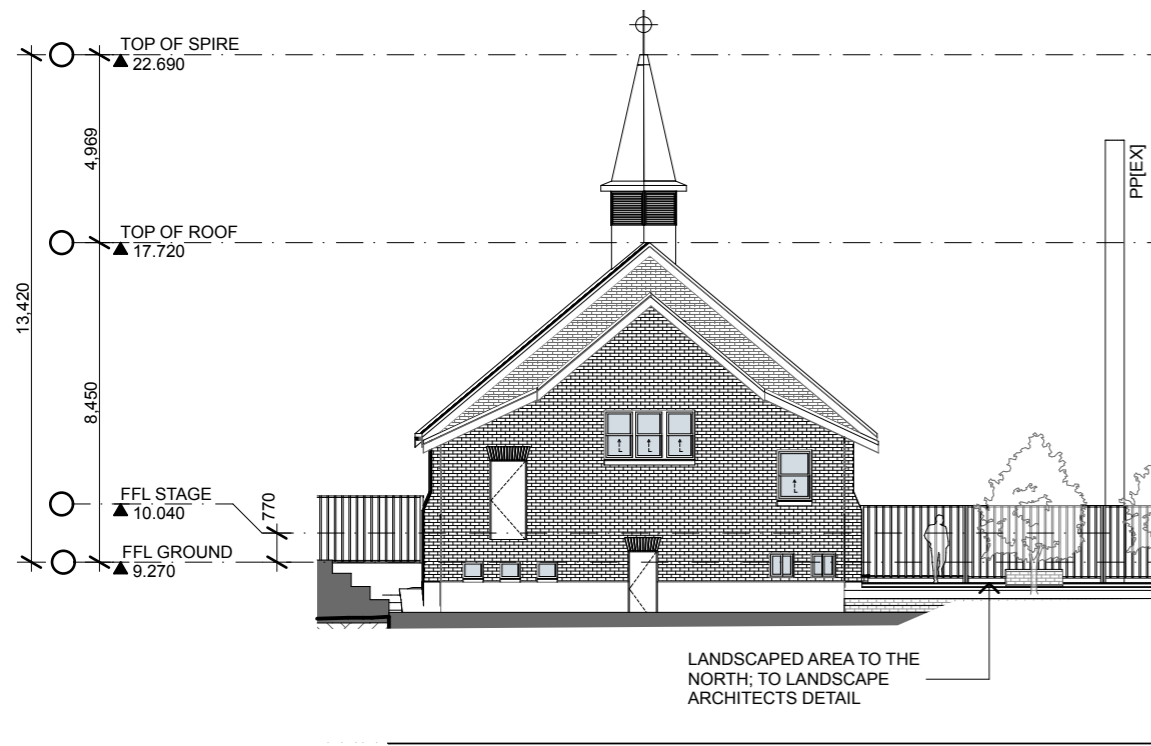 TOP OF SPIRE
22.690
4,969
PP[EX]
TOP OF ROOF
17.720
13,420
8,450
FFL STAGE
10.040
770
FFL GROUND
9.270
LANDSCAPED AREA TO THE
NORTH; TO LANDSCAPE
ARCHITECTS DETAIL